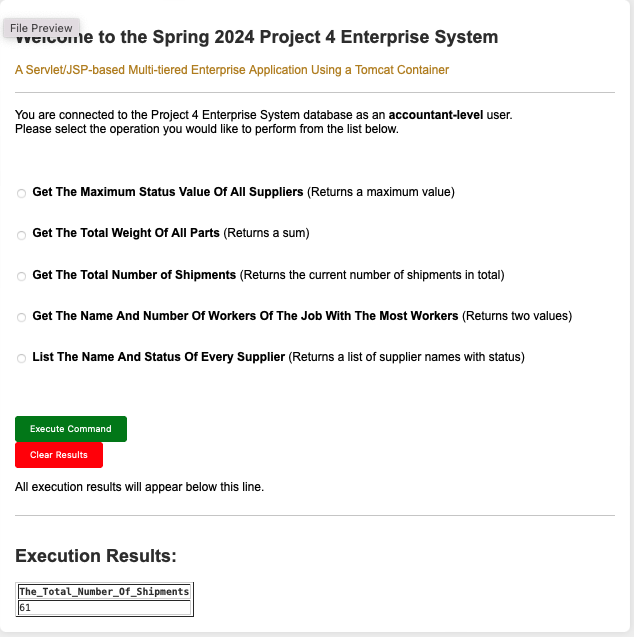 File Preview
Welcome to the Spring 2024 Project 4 Enterprise System
A Servlet/JSP-based Multi-tiered Enterprise Application Using a Tomcat Container
You are connected to the Project 4 Enterprise System database as an accountant-level user.
Please select the operation you would like to perform from the list below.
Get The Maximum Status Value Of All Suppliers (Returns a maximum value)
Get The Total Weight Of All Parts (Returns a sum)
Get The Total Number of Shipments (Returns the current number of shipments in total)
Get The Name And Number Of Workers Of The Job With The Most Workers (Returns two values)
List The Name And Status Of Every Supplier (Returns a list of supplier names with status)
Execute Command
Clear Results
All execution results will appear below this line.
Execution Results:
The_Total_Number_Of_Shipments
61